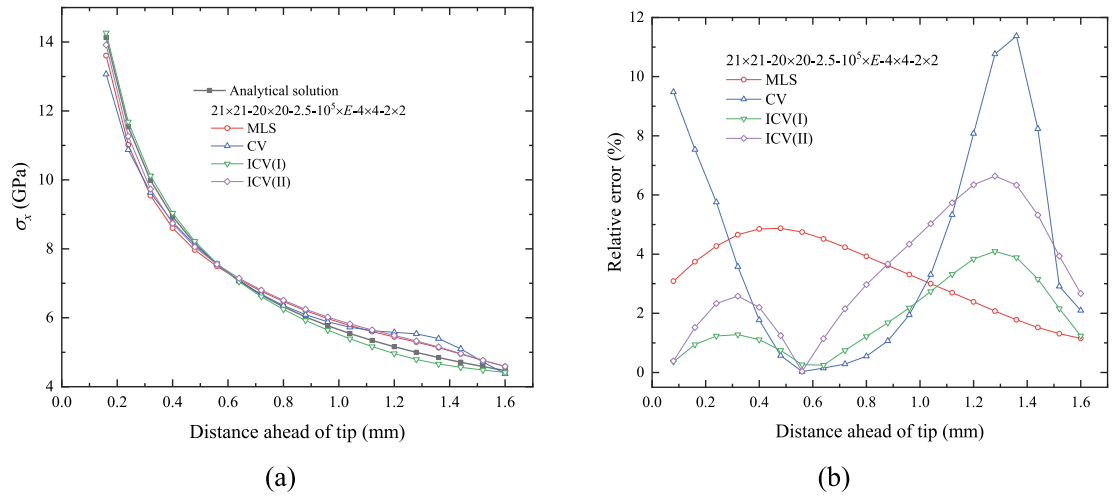 14
12
10
8
6
4
σx (GPa)
Analytical solution
21×21-20×20-2.5-10⁵×E-4×4-2×2
MLS
CV
ICV(I)
ICV(II)
0.0 0.2 0.4 0.6 0.8 1.0 1.2 1.4 1.6
Distance ahead of tip (mm)
(a)
12
10
8
6
4
2
0
Relative error (%)
21×21-20×20-2.5-10⁵×E-4×4-2×2
MLS
CV
ICV(I)
ICV(II)
0.0 0.2 0.4 0.6 0.8 1.0 1.2 1.4 1.6
Distance ahead of tip (mm)
(b)